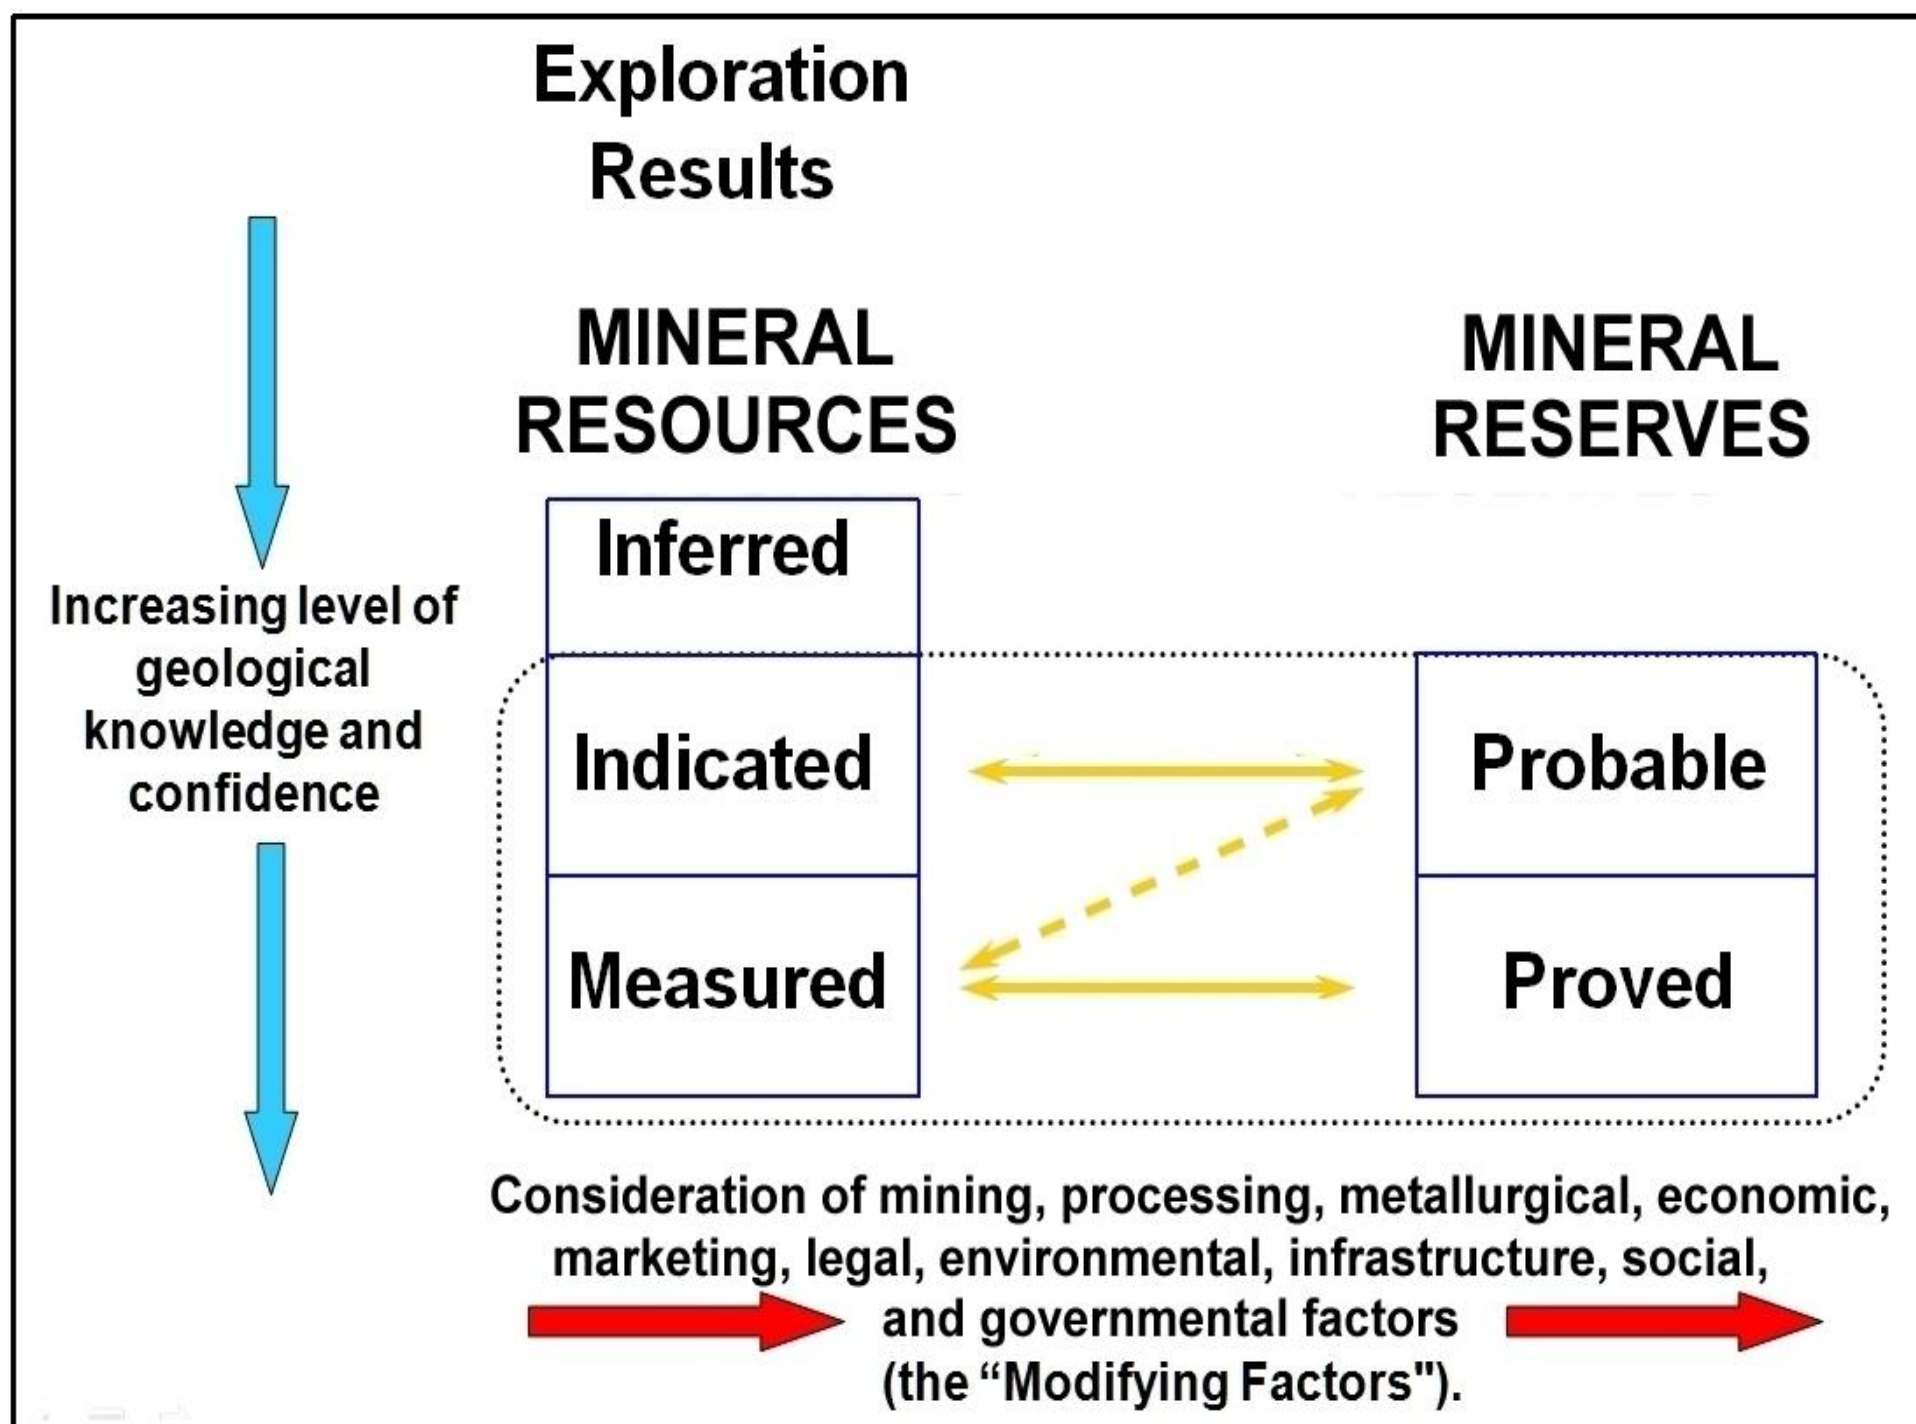 Exploration
Results
MINERAL
RESOURCES
MINERAL
RESERVES
Increasing level of
geological
knowledge and
confidence
Inferred
Indicated
Measured
Probable
Proved
Consideration of mining, processing, metallurgical, economic,
marketing, legal, environmental, infrastructure, social,
and governmental factors
(the “Modifying Factors").